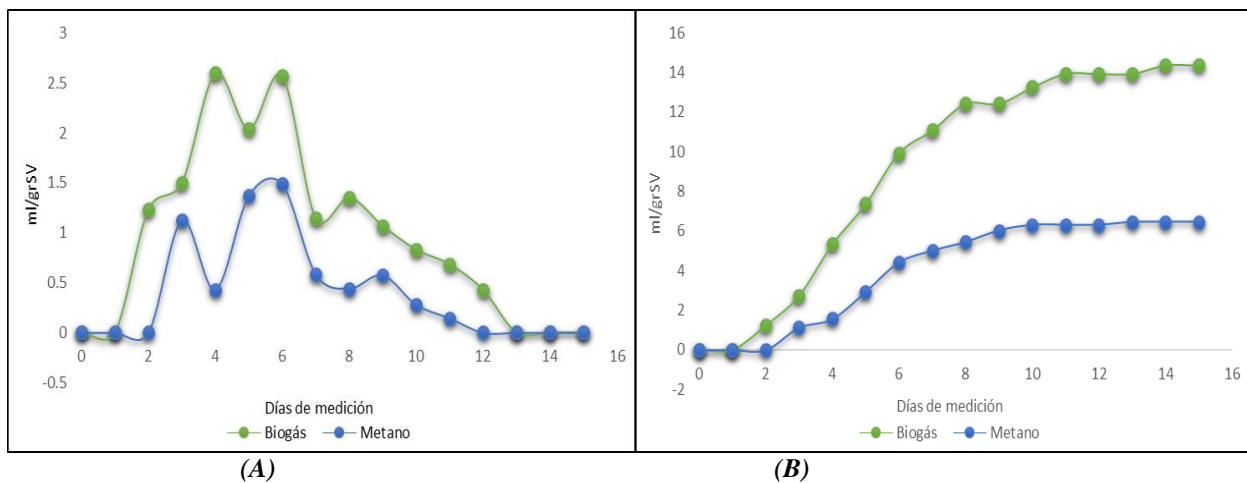 3
2.5
2
1.5
1
0.5
0
-0.5
ml/grSV
0 2 4 6 8 10 12 14 16
Días de medición
Biogás Metano
(A)
16
14
12
10
8
6
4
2
0
-2
ml/grSV
0 2 4 6 8 10 12 14 16
Días de medición
Biogás Metano
(B)